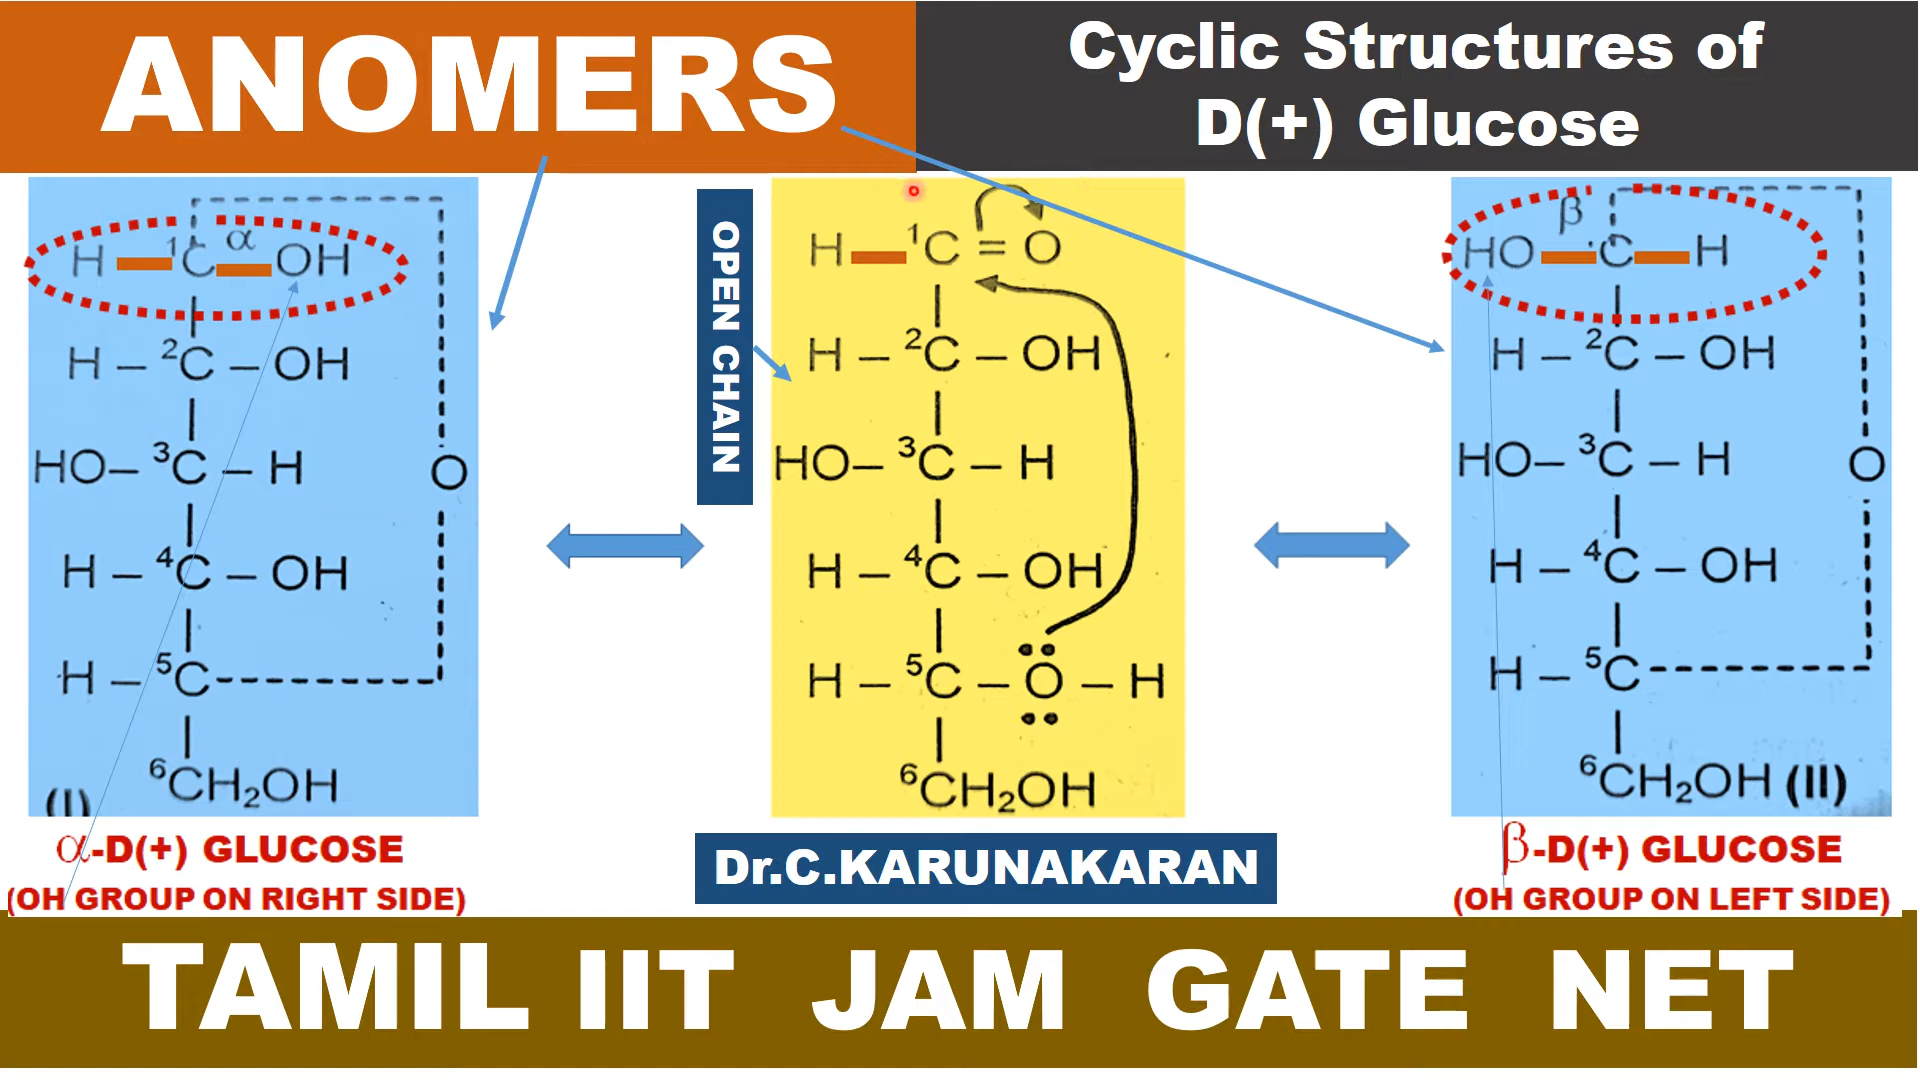 ANOMERS
Cyclic Structures of
D(+) Glucose
H ¹C α OH
H – ²C – OH
HO – ³C – H
O
H – ⁴C – OH
H – ⁵C
⁶CH₂OH
(I)
α-D(+) GLUCOSE
(OH GROUP ON RIGHT SIDE)
OPEN CHAIN
H ¹C = O
H – ²C – OH
HO – ³C – H
H – ⁴C – OH
H – ⁵C – O – H
⁶CH₂OH
Dr.C.KARUNAKARAN
β
HO C H
H – ²C – OH
HO – ³C – H
O
H – ⁴C – OH
H – ⁵C
⁶CH₂OH (II)
β-D(+) GLUCOSE
(OH GROUP ON LEFT SIDE)
TAMIL IIT JAM GATE NET